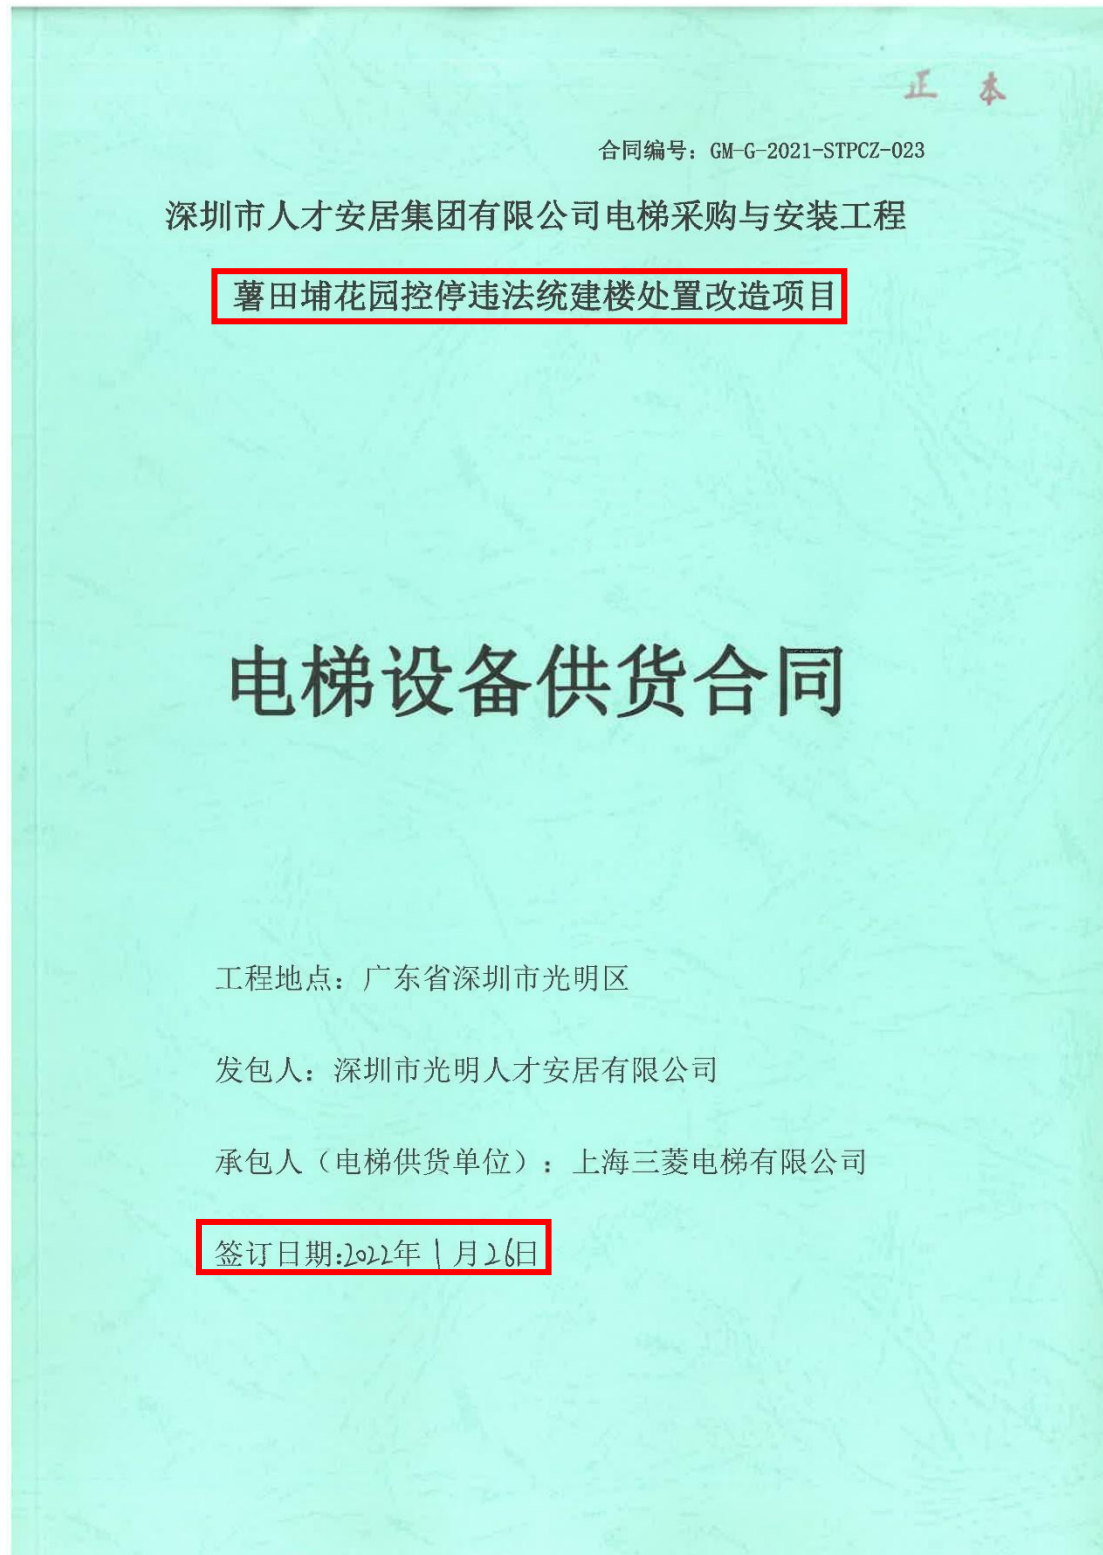 正 本
合同编号：GM-G-2021-STPCZ-023
深圳市人才安居集团有限公司电梯采购与安装工程
薯田埔花园控停违法统建楼处置改造项目
电梯设备供货合同
工程地点：广东省深圳市光明区
发包人：深圳市光明人才安居有限公司
承包人（电梯供货单位）：上海三菱电梯有限公司
签订日期:2022年1月26日